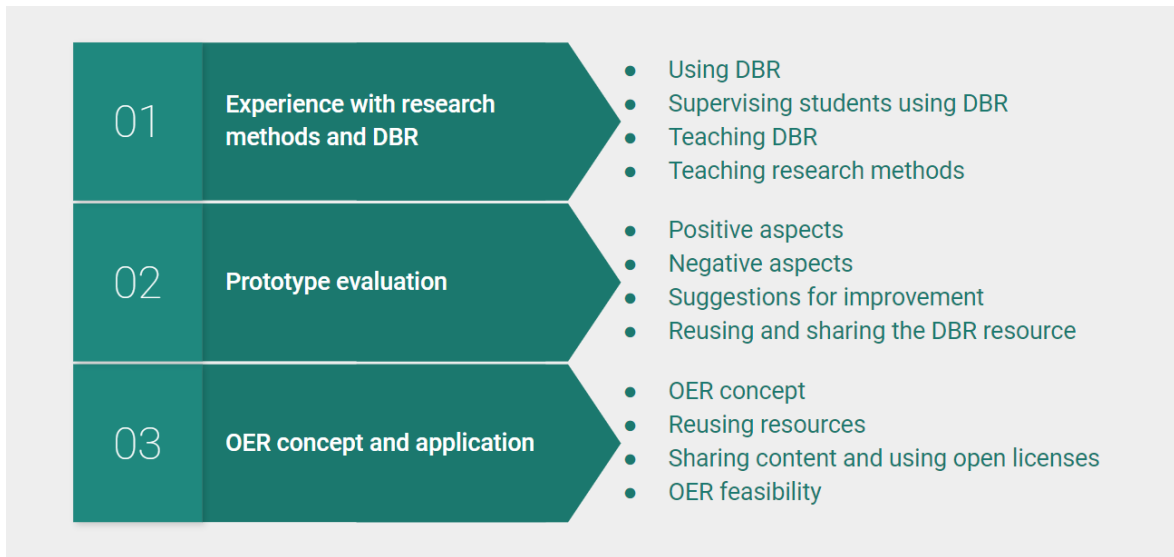 01
Experience with research
methods and DBR
● Using DBR
● Supervising students using DBR
● Teaching DBR
● Teaching research methods
02
Prototype evaluation
● Positive aspects
● Negative aspects
● Suggestions for improvement
● Reusing and sharing the DBR resource
03
OER concept and application
● OER concept
● Reusing resources
● Sharing content and using open licenses
● OER feasibility